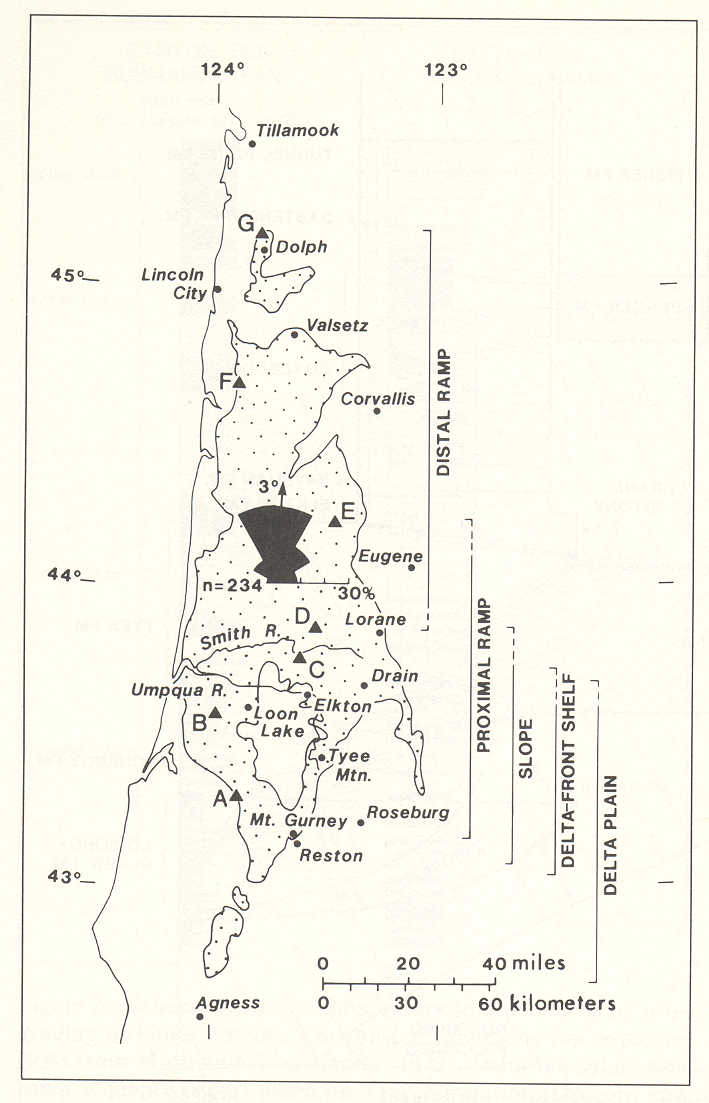 124°
123°
Tillamook
G
Dolph
45°
Lincoln
City
Valsetz
F
Corvallis
DISTAL RAMP
3°
E
Eugene
44°
n=234
30%
D
Lorane
Smith R.
C
Drain
Umpqua R.
Elkton
B
Loon
Lake
Tyee
Mtn.
PROXIMAL RAMP
SLOPE
DELTA-FRONT SHELF
DELTA PLAIN
A
Mt. Gurney
Roseburg
Reston
43°
0 20 40 miles
0 30 60 kilometers
Agness